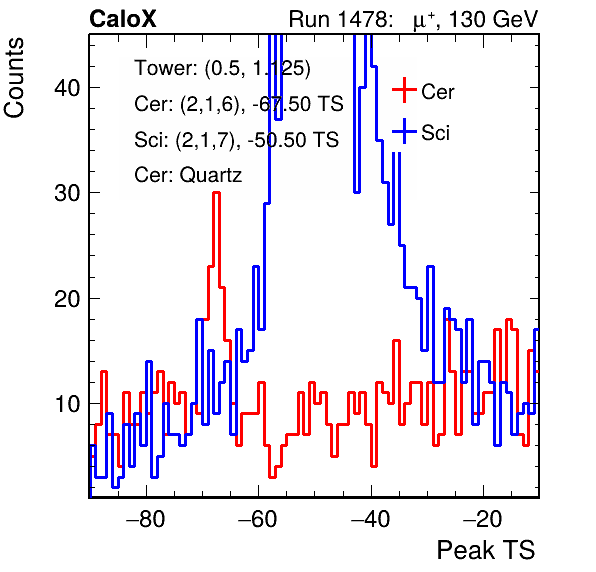 CaloX Run 1478: μ⁺, 130 GeV
Counts
Tower: (0.5, 1.125)
Cer: (2,1,6), -67.50 TS
Sci: (2,1,7), -50.50 TS
Cer: Quartz
Cer
Sci
40
30
20
10
−80 −60 −40 −20
Peak TS